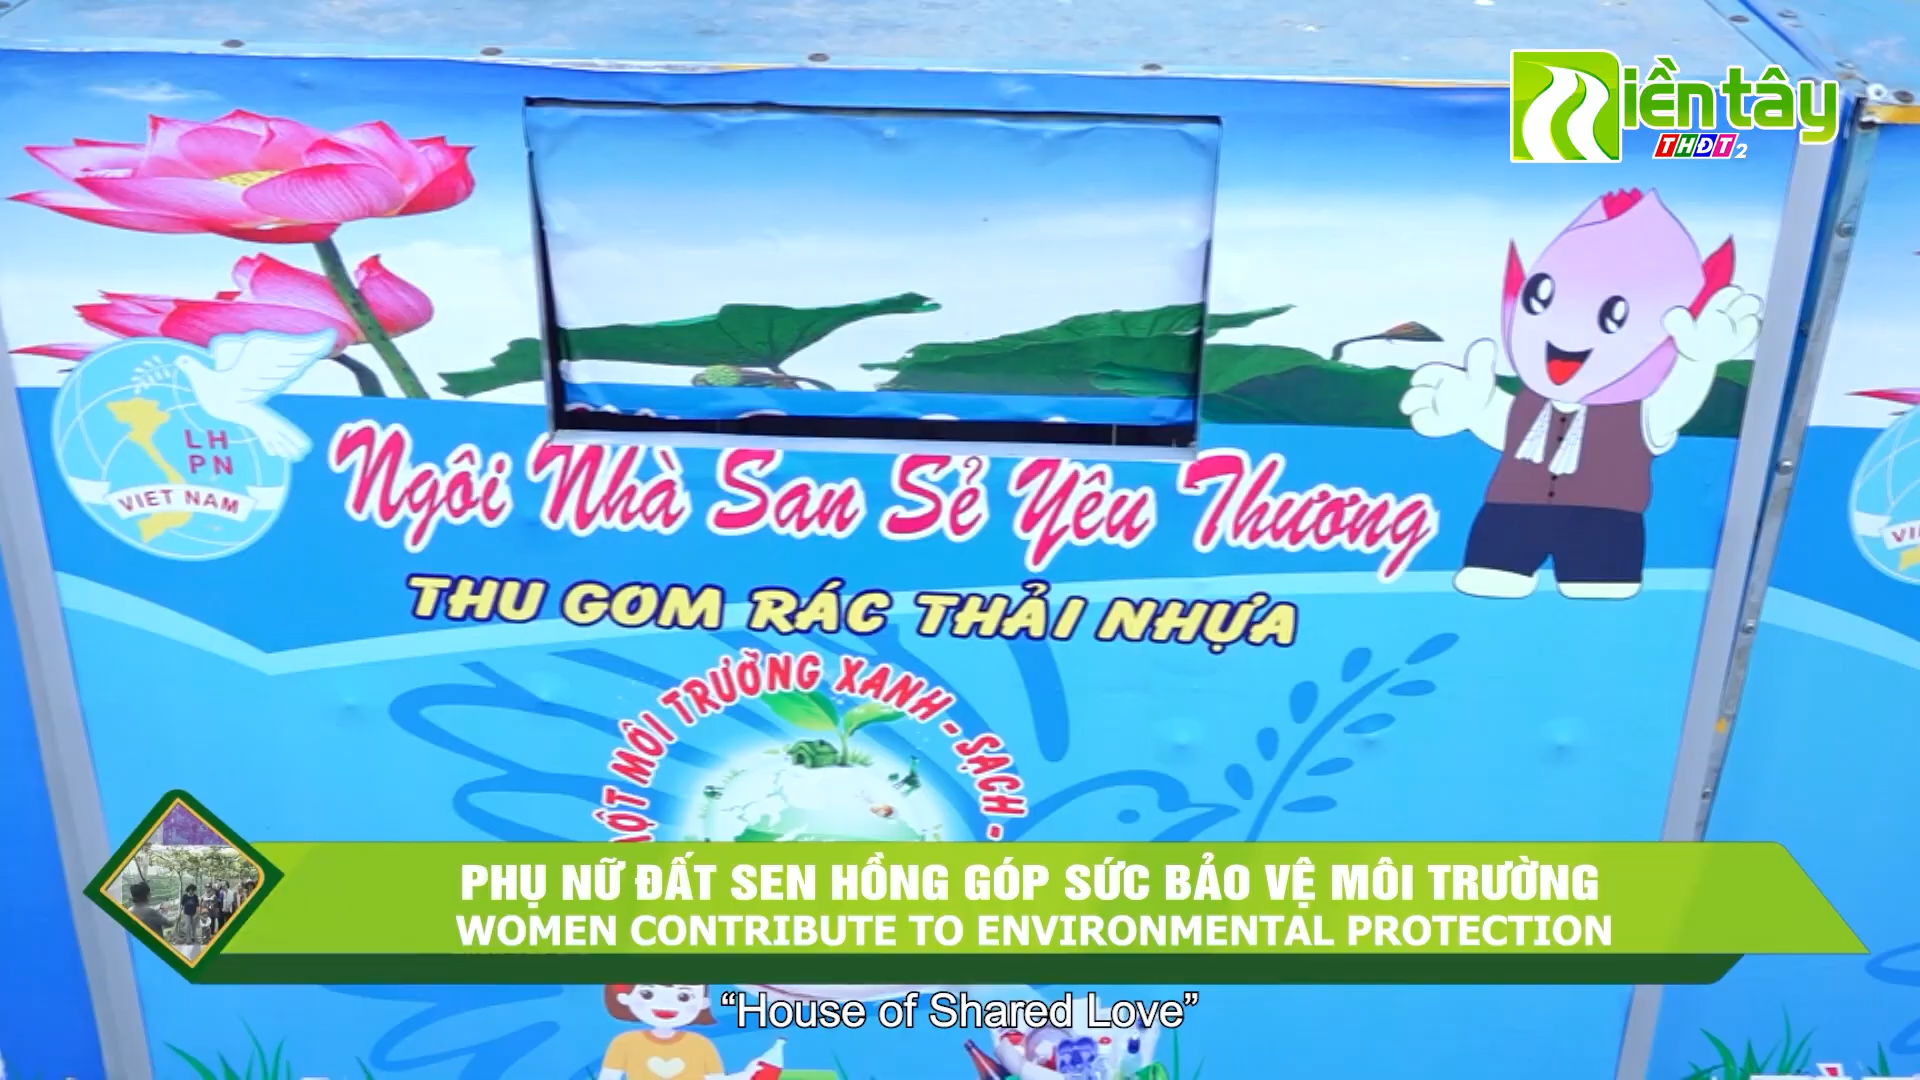 iền tây
THĐT2
LH
PN
VIET NAM
Ngôi Nhà San Sẻ Yêu Thương
THU GOM RÁC THẢI NHỰA
MÔI TRƯỜNG XANH - SẠCH -
PHỤ NỮ ĐẤT SEN HỒNG GÓP SỨC BẢO VỆ MÔI TRƯỜNG
WOMEN CONTRIBUTE TO ENVIRONMENTAL PROTECTION
“House of Shared Love”